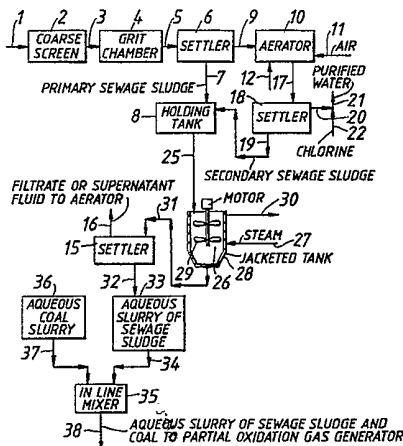 1 2 3 4 5 6 9 10
COARSE SCREEN
GRIT CHAMBER
SETTLER
AERATOR
11
AIR
PRIMARY SEWAGE SLUDGE
7
12
17
PURIFIED WATER
8
HOLDING TANK
18
SETTLER
21
20
22
19
CHLORINE
SECONDARY SEWAGE SLUDGE
25
FILTRATE OR SUPERNATANT
FLUID TO AERATOR
MOTOR
30
31
16
15
SETTLER
STEAM
27
JACKETED TANK
28
29
26
32
33
36
AQUEOUS COAL SLURRY
AQUEOUS SLURRY OF SEWAGE SLUDGE
37
34
IN LINE MIXER
35
38
AQUEOUS SLURRY OF SEWAGE SLUDGE AND
COAL TO PARTIAL OXIDATION GAS GENERATOR